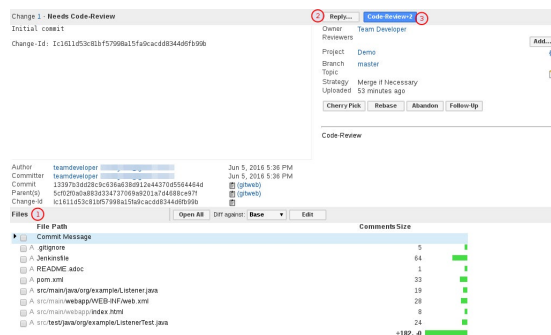 Change 1 - Needs Code-Review
2 Reply... Code-Review+2 3
Initial commit
Change-Id: Ic1611d53c81bf57998a15fa9cacdd8344d6fb99b
Owner Team Developer
Reviewers
Add...
Project Demo
Branch master
Topic
Strategy Merge if Necessary
Uploaded 53 minutes ago
Cherry Pick Rebase Abandon Follow-Up
Code-Review
Author teamdeveloper Jun 5, 2016 5:36 PM
Committer teamdeveloper Jun 5, 2016 5:36 PM
Commit 13397b3dd28c9c636a638d912e44370d5564464d (gitweb)
Parent(s) 5cf02f0a0a883d3347370 69a9201a7d4688ce97f (gitweb)
Change-Id Ic1611d53c81bf57998a15fa9cacdd8344d6fb99b
Files 1 Open All Diff against: Base Edit
File Path Comments Size
Commit Message
A .gitignore 5
A Jenkinsfile 64
A README.adoc 1
A pom.xml 33
A src/main/java/org/example/Listener.java 19
A src/main/webapp/WEB-INF/web.xml 28
A src/main/webapp/index.html 8
A src/test/java/org/example/ListenerTest.java 24
+182, -0